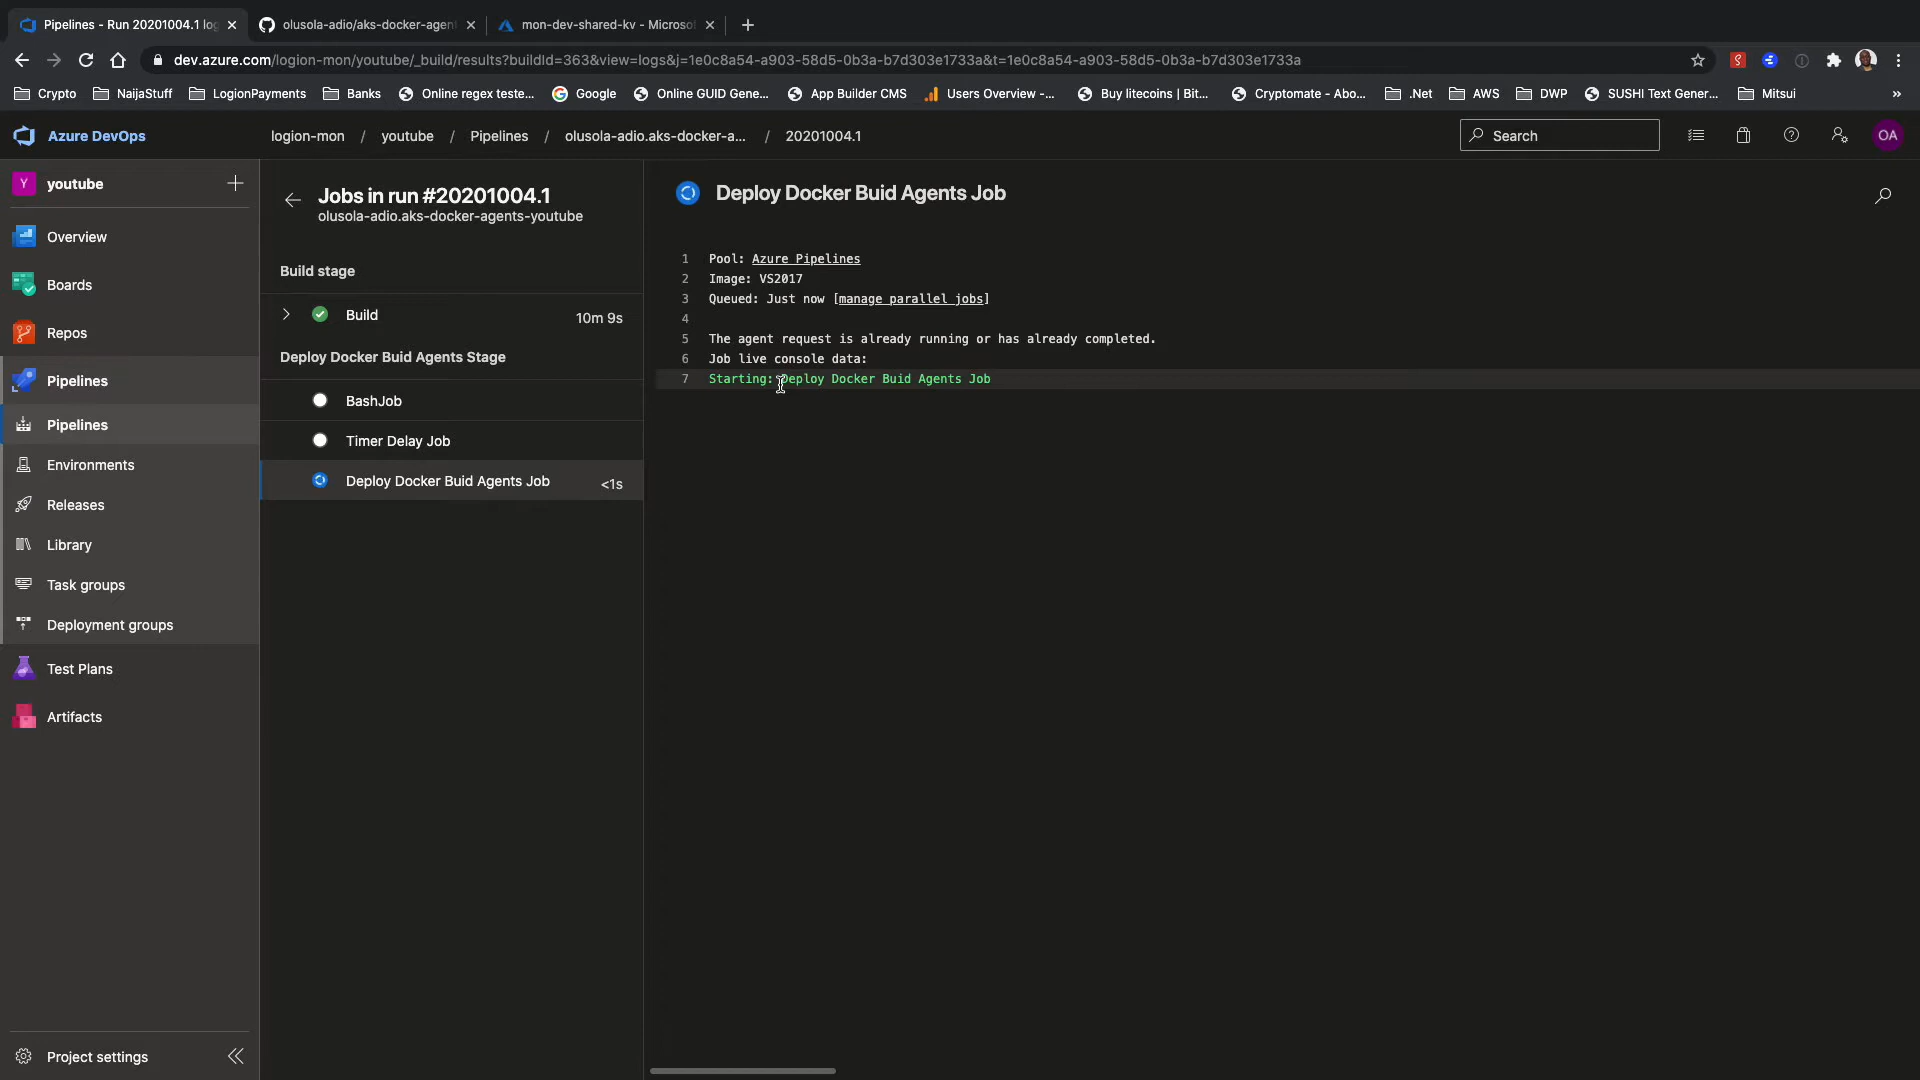 Pipelines - Run 20201004.1 log
olusola-adio/aks-docker-agent
mon-dev-shared-kv - Microsof
dev.azure.com/logion-mon/youtube/_build/results?buildId=363&view=logs&j=1e0c8a54-a903-58d5-0b3a-b7d303e1733a&t=1e0c8a54-a903-58d5-0b3a-b7d303e1733a
Crypto NaijaStuff LogionPayments Banks Online regex teste... Google Online GUID Gene... App Builder CMS Users Overview -... Buy litecoins | Bit... Cryptomate - Abo... .Net AWS DWP SUSHI Text Gener... Mitsui »
Azure DevOps
logion-mon / youtube / Pipelines / olusola-adio.aks-docker-a... / 20201004.1
Search
OA
Y youtube
Overview
Boards
Repos
Pipelines
Pipelines
Environments
Releases
Library
Task groups
Deployment groups
Test Plans
Artifacts
Project settings
Jobs in run #20201004.1
olusola-adio.aks-docker-agents-youtube
Build stage
Build 10m 9s
Deploy Docker Buid Agents Stage
BashJob
Timer Delay Job
Deploy Docker Buid Agents Job <1s
Deploy Docker Buid Agents Job
1 Pool: Azure Pipelines
2 Image: VS2017
3 Queued: Just now [manage parallel jobs]
4
5 The agent request is already running or has already completed.
6 Job live console data:
7 Starting: Deploy Docker Buid Agents Job